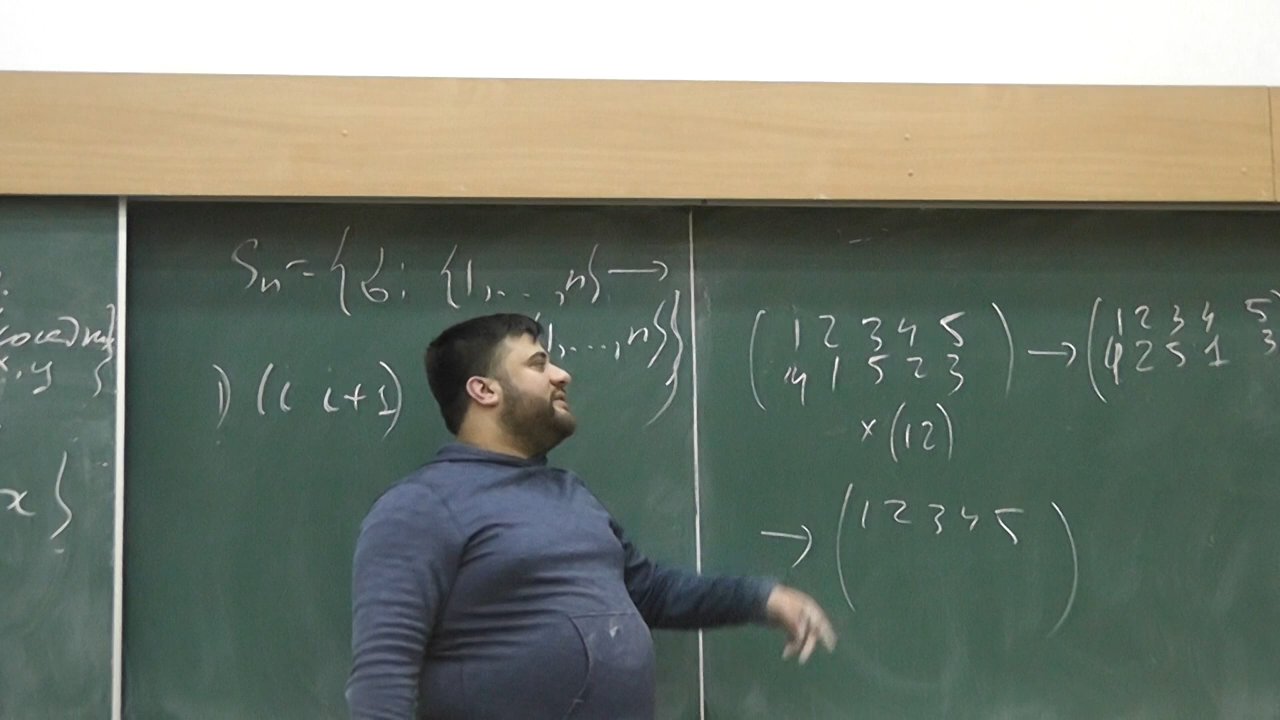 x, y }
x }
S_n = { σ : {1, ..., n} →
{1, ..., n} }
1) (i i+1)
( 1 2 3 4 5 ) → ( 1 2 3 4 5
4 1 5 2 3 4 2 5 1 3
× (12)
→ ( 1 2 3 4 5 )